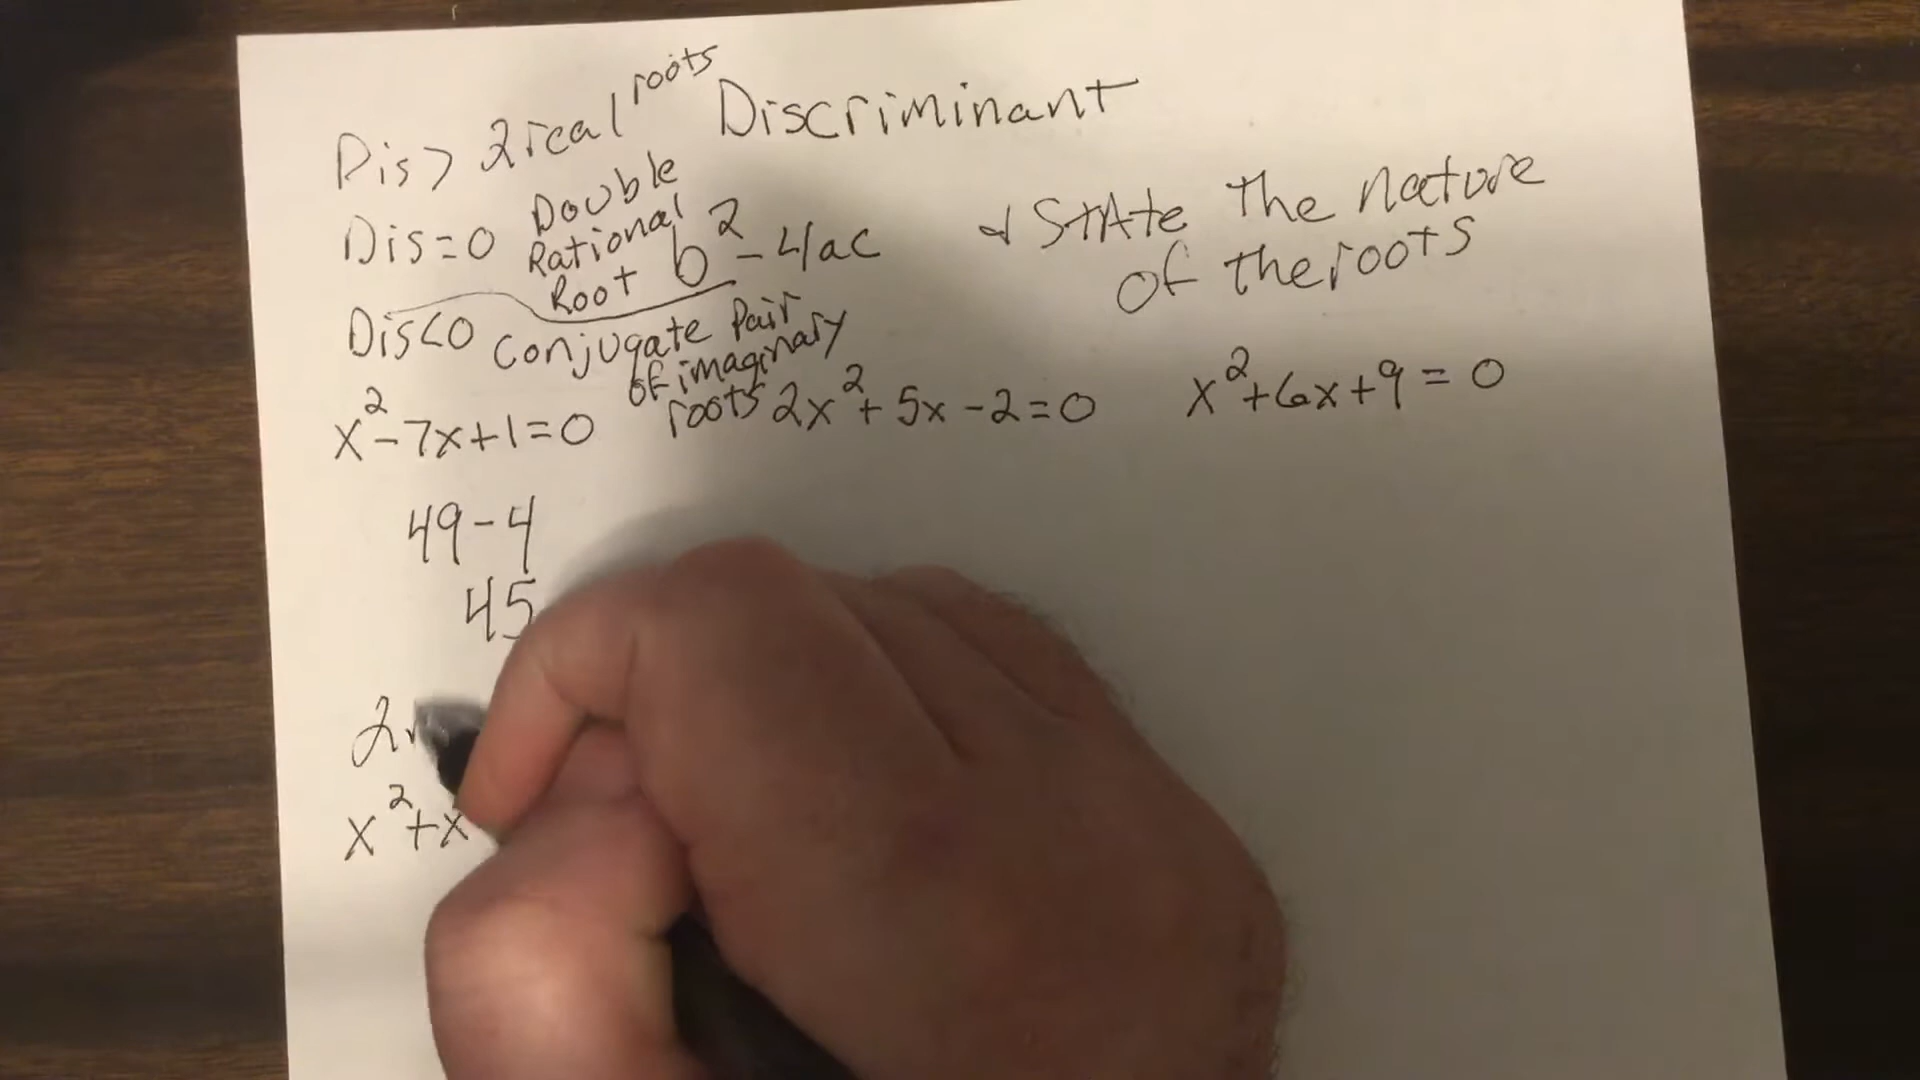 Discriminant
Dis> 2real roots
Dis=0 Double
Rational
Root
b² - 4ac
& State the nature
of the roots
Dis<0 conjugate Pair
of imaginary
roots
x²-7x+1=0
2x²+5x-2=0
x²+6x+9=0
49-4
45
2
x²+x